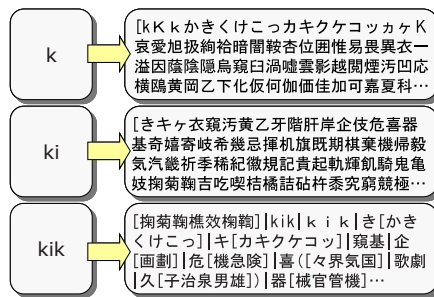 k
[kKｋかきくけこっカキクケコッヵヶK
哀愛旭扱絢袷暗闇鞍杏位囲惟易畏異衣一
溢因蔭陰隠烏窺臼渦嘘雲影越閲煙汚凹応
横鴎黄岡乙下化仮何伽価佳加可嘉夏科…
ki
[きキヶ衣窺汚黄乙牙階肝岸企伎危喜器
基奇嬉寄岐希幾忌揮机旗既期棋棄機帰毅
気汽畿祈季稀紀徽規記貴起軌輝飢騎鬼亀
妓掬菊鞠吉吃喫桔橘詰砧杵黍究窮競極…
kik
[掬菊鞠樵效椈鞫]|kik|ｋｉｋ|き[かき
くけこっ]|キ[カキクケコッ]|窺基|企
[画劃]|危[機急険]|喜([々界気国]|歌劇
|久[子治泉男雄])|器[械官管機]…